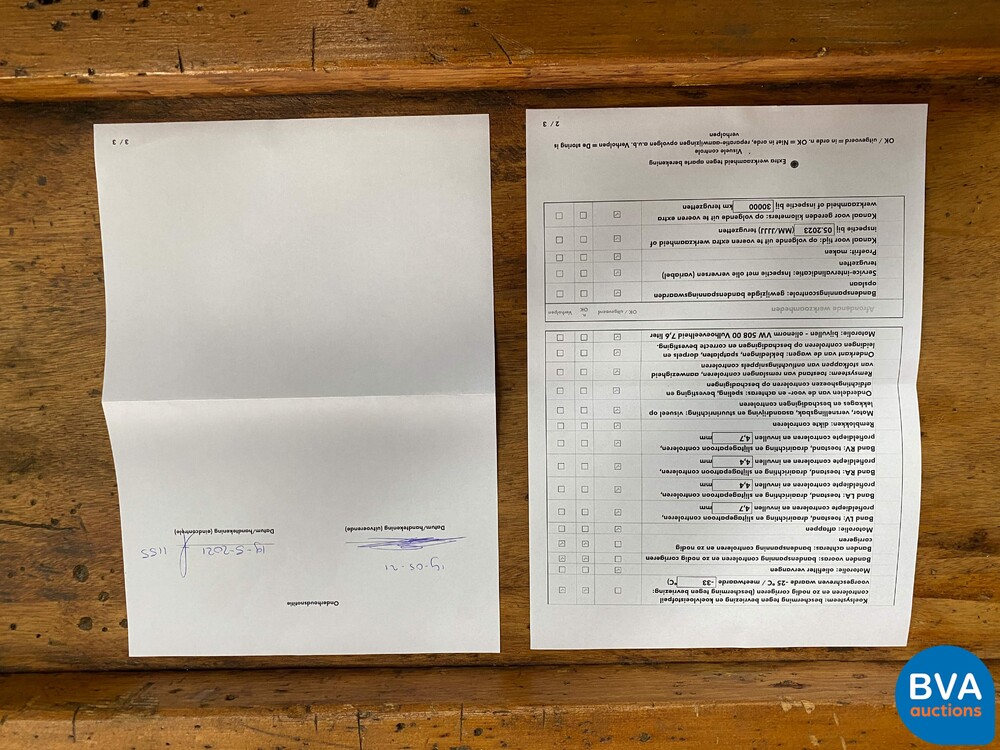 Koelsysteem: bescherming tegen bevriezing en koelvloeistofpeil
controleren en zo nodig corrigeren (bescherming tegen bevriezing:
voorgeschreven waarde -25 °C / meetwaarde -33 °C)
Motorolie: oliefilter vervangen
Banden vooras: bandenspanning controleren en zo nodig corrigeren
Banden achteras: bandenspanning controleren en zo nodig
corrigeren
Motorolie: aftappen
Band LV: toestand, draairichting en slijtagepatroon controleren,
profieldiepte controleren en invullen 4,7 mm
Band LA: toestand, draairichting en slijtagepatroon controleren,
profieldiepte controleren en invullen 4,4 mm
Band RA: toestand, draairichting en slijtagepatroon controleren,
profieldiepte controleren en invullen 4,4 mm
Band RV: toestand, draairichting en slijtagepatroon controleren,
profieldiepte controleren en invullen 4,7 mm
Remblokken: dikte controleren
Motor, versnellingsbak, aandrijving en stuurinrichting: visueel op
lekkages en beschadigingen controleren
Onderdelen van de voor- en achteras: speling, bevestiging en
afdichtingshoezen controleren op beschadigingen
Remsysteem: toestand van remslangen controleren, aanwezigheid
van stofkappen van ontluchtingsnippels controleren
Onderkant van de wagen: bekledingen, spatplaten, dorpels en
leidingen controleren op beschadigingen en correcte bevestiging.
Motorolie: bijvullen - olienorm VW 508 00 Vulhoeveelheid 7,6 liter
Afrondende werkzaamheden OK / uitgevoerd n. OK Verholpen
Bandenspanningscontrole: gewijzigde bandenspanningswaarden
opslaan
Service-intervalindicatie: Inspectie met olie verversen (variabel)
terugzetten
Proefrit: maken
Kanaal voor tijd: op volgende uit te voeren extra werkzaamheid of
inspectie bij 05.2023 (MM/JJJJ) terugzetten
Kanaal voor gereden kilometers: op volgende uit te voeren extra
werkzaamheid of inspectie bij 30000 km terugzetten
Extra werkzaamheid tegen aparte berekening
Visuele controle
OK / uitgevoerd = in orde n. OK = Niet in orde, reparatie-aanwijzingen opvolgen a.u.b. Verholpen = De storing is
verholpen
2 / 3
Onderhoudsnotitie
19-05-21
19-5-2021 1155
Datum/handtekening (uitvoerende)
Datum/handtekening (eindcontrole)
3 / 3
BVA
auctions